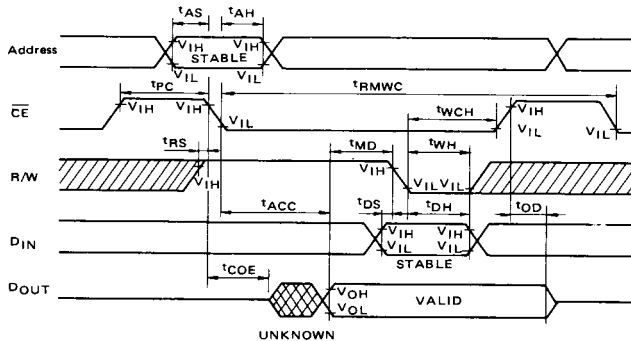 tAS tAH
Address VIH VIH
STABLE
VIL VIL
tPC tRMWC
CE VIH VIH tWCH VIH
VIL VIL VIL
tRS tMD tWH
R/W VIH VIH VIL VIL
tACC tDS tDH tOD
DIN VIH VIH
VIL VIL
STABLE
tCOE
DOUT VOH VALID
VOL
UNKNOWN